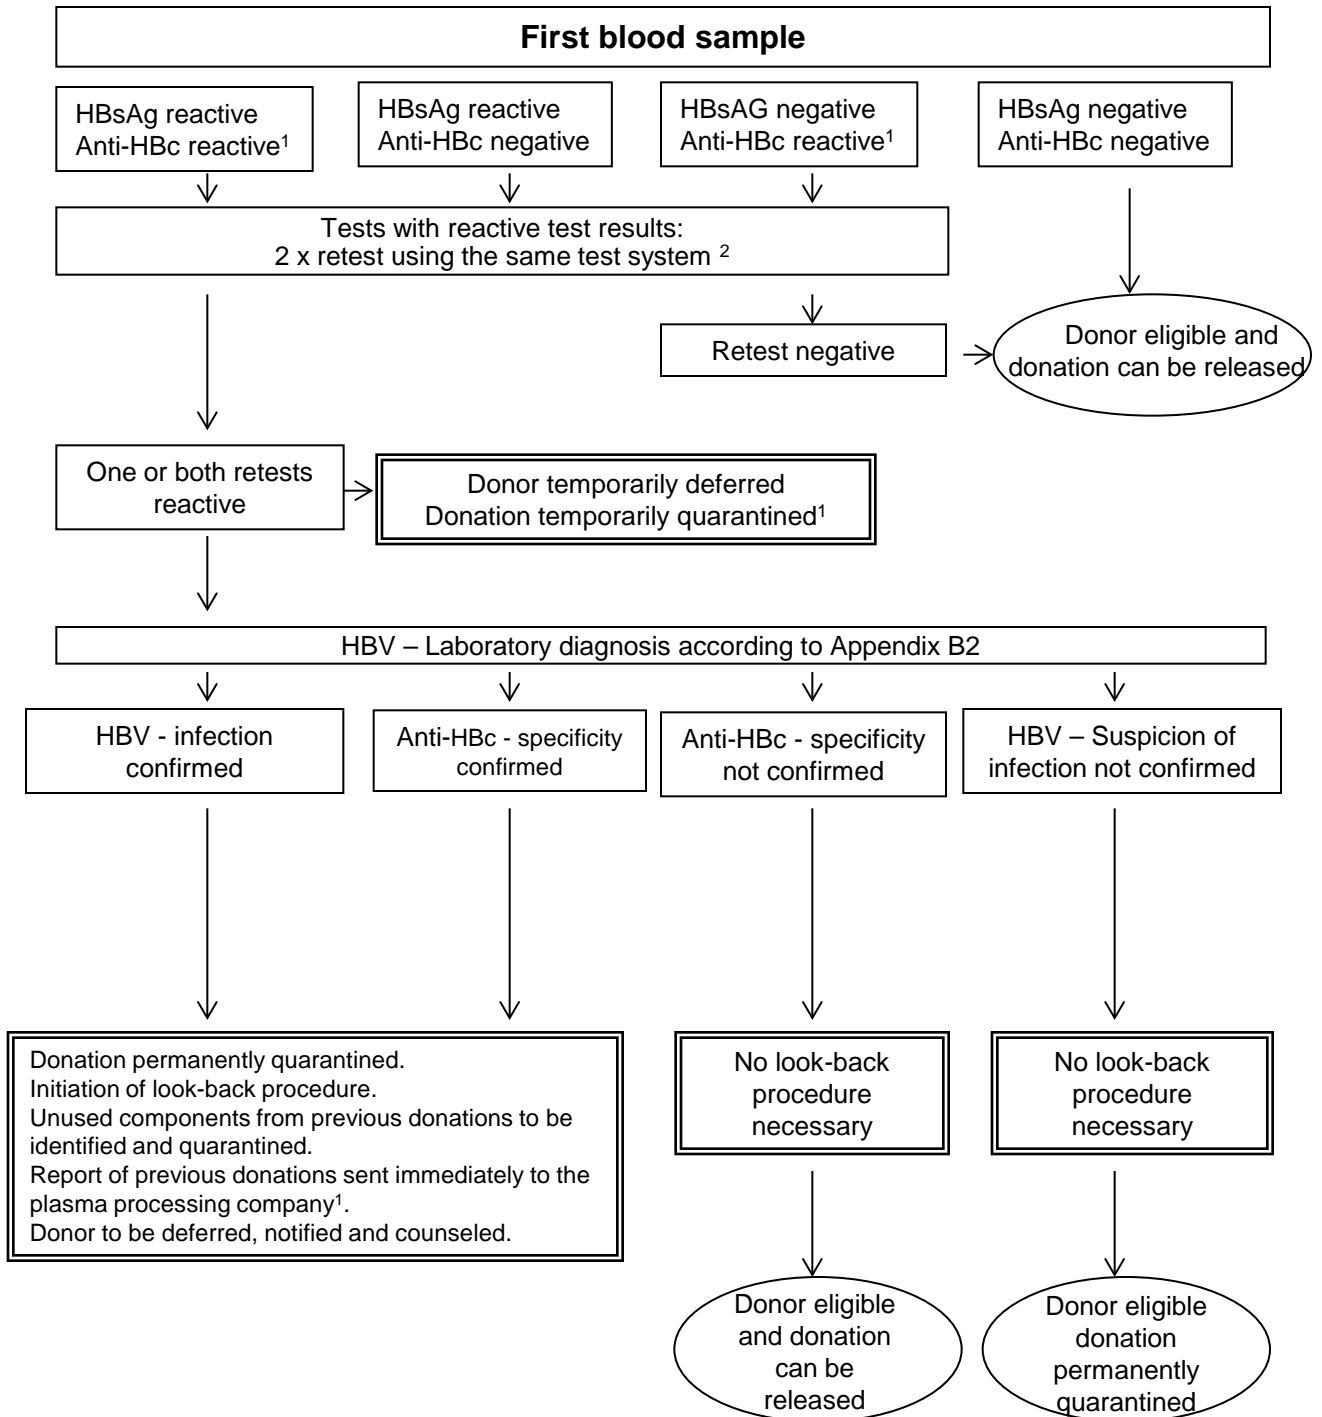 First blood sample
HBsAg reactive
Anti-HBc reactive1
HBsAg reactive
Anti-HBc negative
HBsAG negative
Anti-HBc reactive1
HBsAg negative
Anti-HBc negative
Tests with reactive test results:
2 x retest using the same test system 2
Retest negative
Donor eligible and
donation can be released
One or both retests
reactive
Donor temporarily deferred
Donation temporarily quarantined1
HBV – Laboratory diagnosis according to Appendix B2
HBV - infection
confirmed
Anti-HBc - specificity
confirmed
Anti-HBc - specificity
not confirmed
HBV – Suspicion of
infection not confirmed
Donation permanently quarantined.
Initiation of look-back procedure.
Unused components from previous donations to be
identified and quarantined.
Report of previous donations sent immediately to the
plasma processing company1.
Donor to be deferred, notified and counseled.
No look-back
procedure
necessary
No look-back
procedure
necessary
Donor eligible
and donation
can be
released
Donor eligible
donation
permanently
quarantined